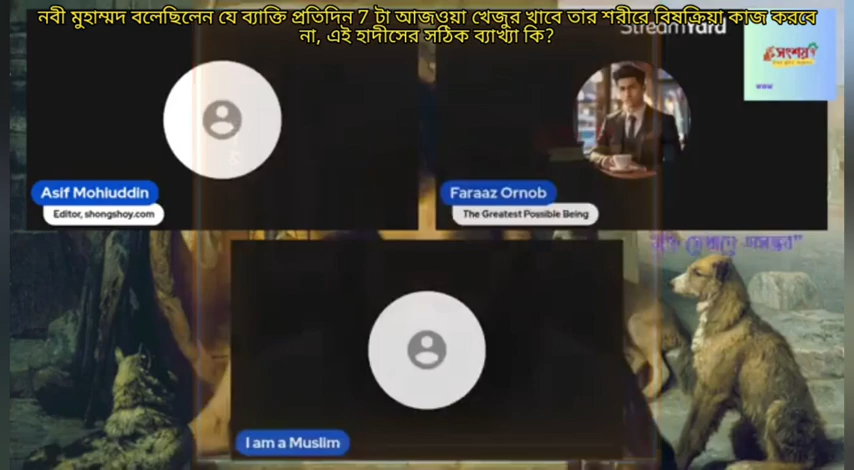 নবী মুহাম্মদ বলেছিলেন যে ব্যাক্তি প্রতিদিন 7 টা আজওয়া খেজুর খাবে তার শরীরে বিষক্রিয়া কাজ করবে
না, এই হাদীসের সঠিক ব্যাখ্যা কি?
StreamYard
সংশয়
Asif Mohiuddin
Editor, shongshoy.com
Faraaz Ornob
The Greatest Possible Being
I am a Muslim